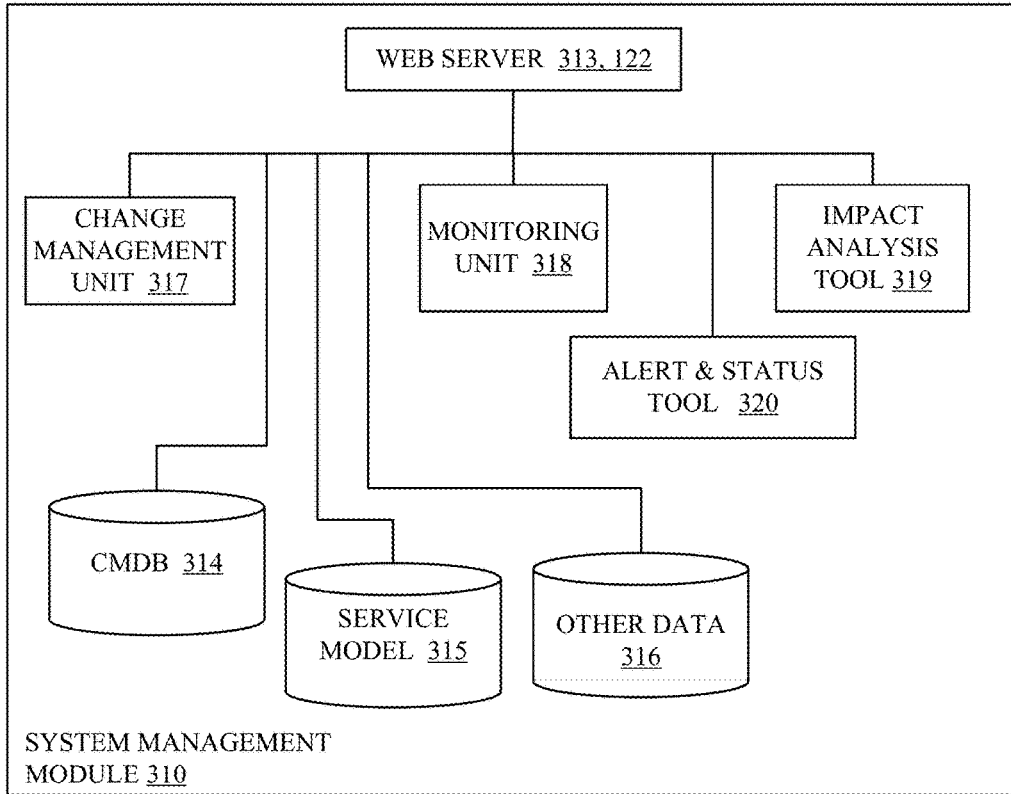 WEB SERVER 313, 122
CHANGE
MANAGEMENT
UNIT 317
MONITORING
UNIT 318
IMPACT
ANALYSIS
TOOL 319
ALERT & STATUS
TOOL 320
CMDB 314
SERVICE
MODEL 315
OTHER DATA
316
SYSTEM MANAGEMENT
MODULE 310